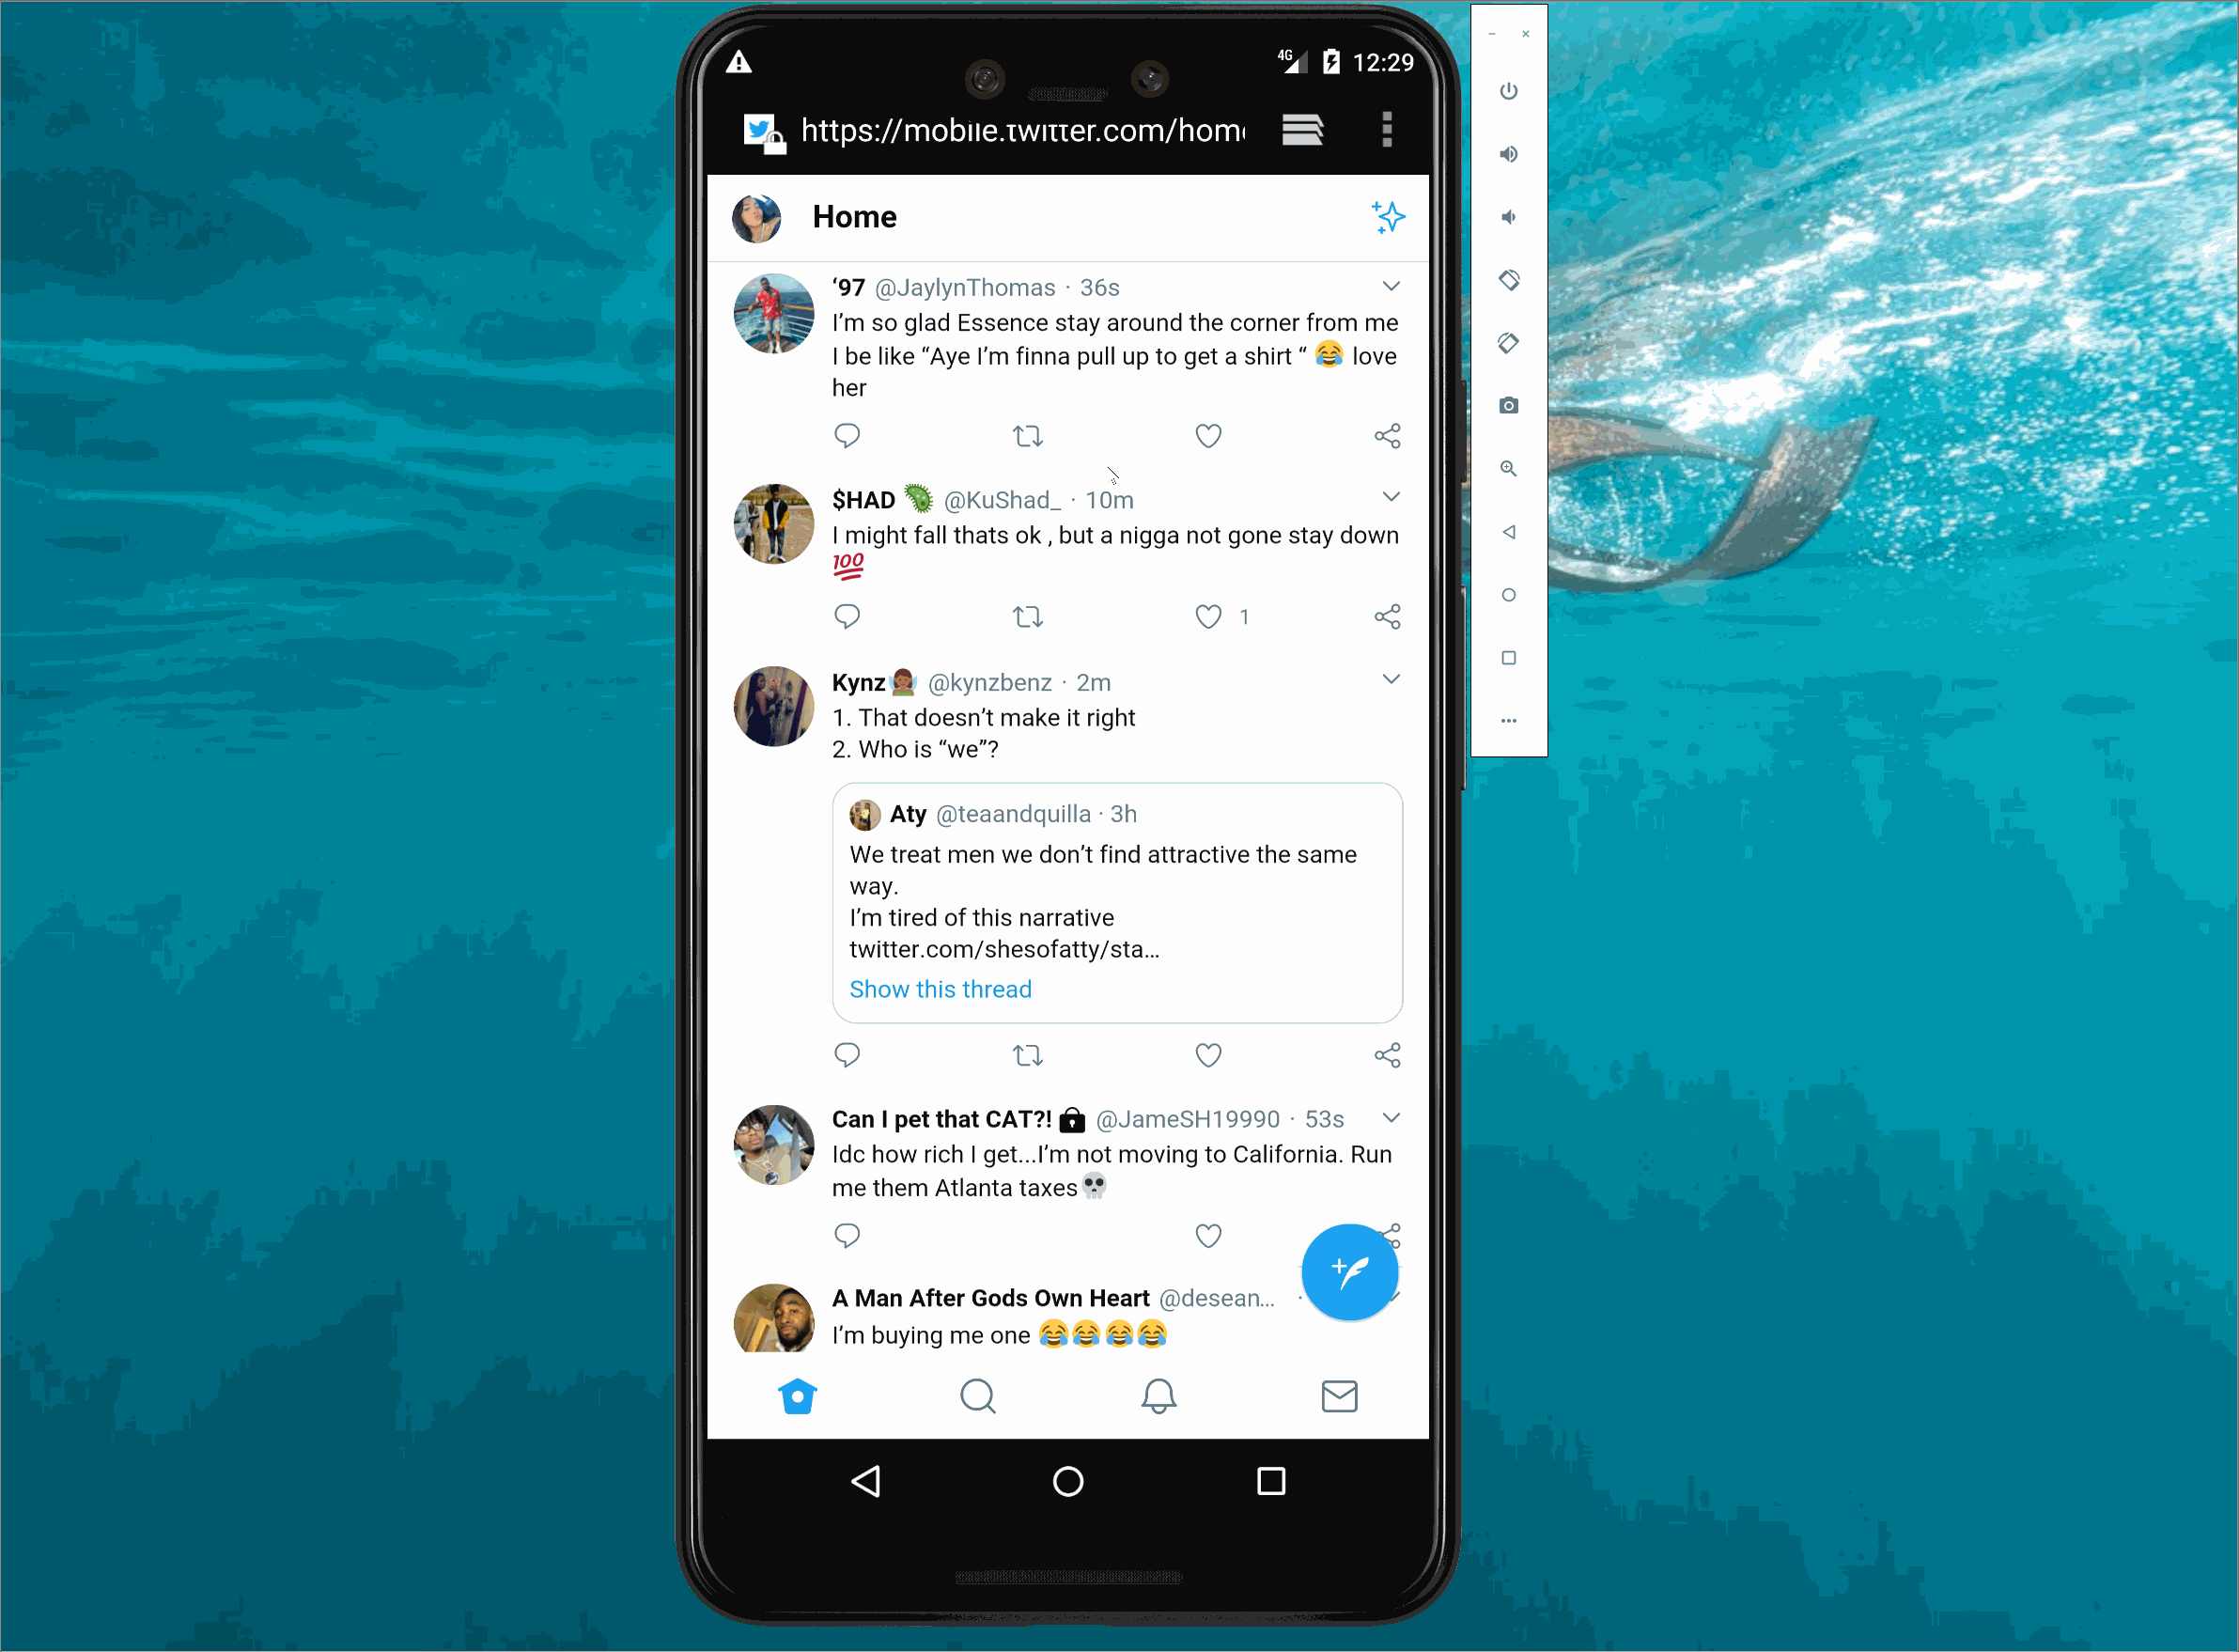 4G 12:29
https://mobile.twitter.com/hom
Home
‘97 @JaylynThomas · 36s
I’m so glad Essence stay around the corner from me
I be like “Aye I’m finna pull up to get a shirt “ 😂 love
her
$HAD 🦠 @KuShad_ · 10m
I might fall thats ok , but a nigga not gone stay down
💯
1
Kynz🧚🏾‍♀️ @kynzbenz · 2m
1. That doesn’t make it right
2. Who is “we”?
Aty @teaandquilla · 3h
We treat men we don’t find attractive the same
way.
I’m tired of this narrative
twitter.com/shesofatty/sta…
Show this thread
Can I pet that CAT?! @JameSH19990 · 53s
Idc how rich I get...I’m not moving to California. Run
me them Atlanta taxes💀
A Man After Gods Own Heart @desean… ·
I’m buying me one 😂😂😂😂